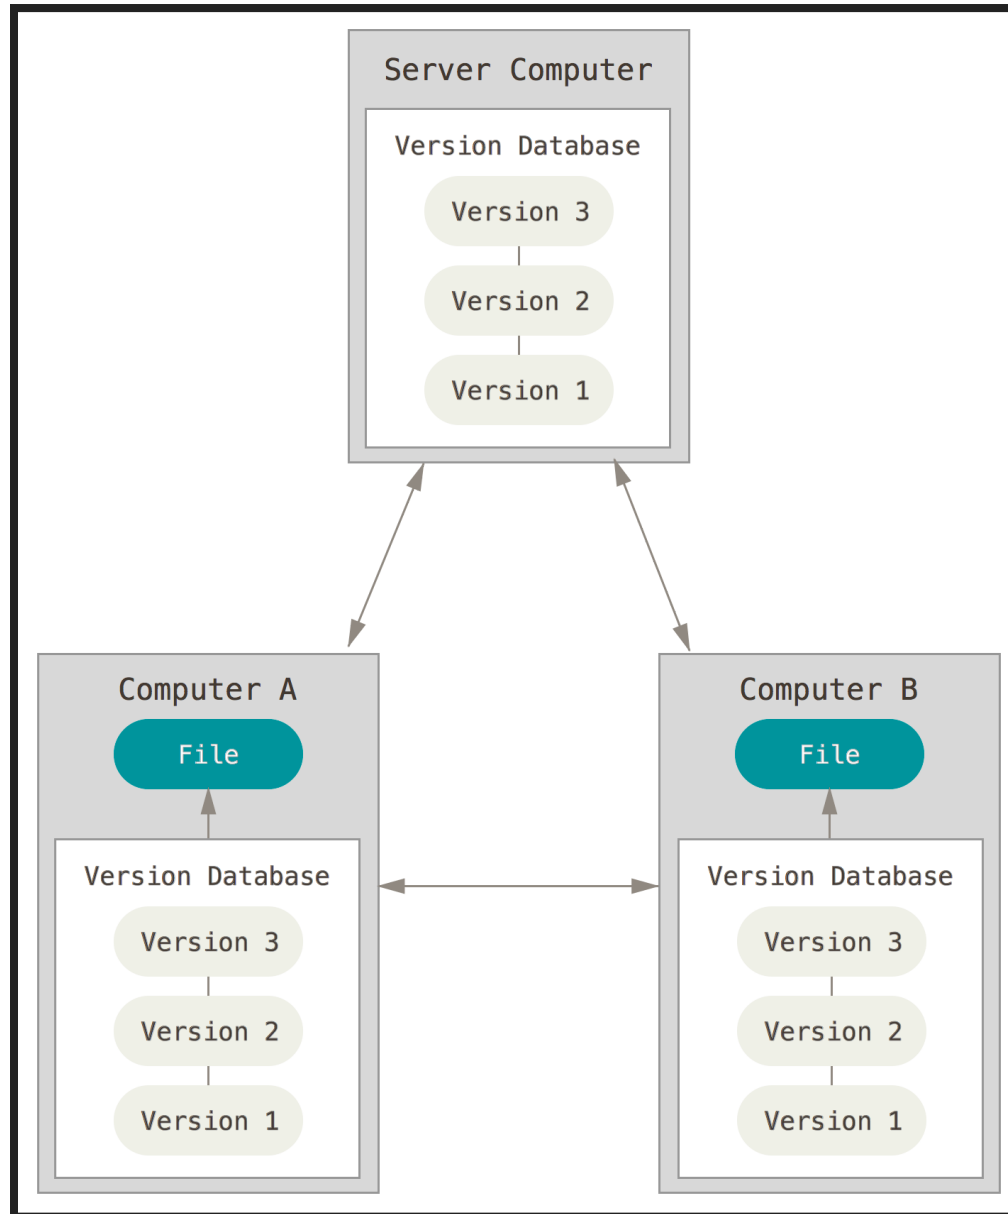 Server Computer
Version Database
Version 3
Version 2
Version 1
Computer A
File
Version Database
Version 3
Version 2
Version 1
Computer B
File
Version Database
Version 3
Version 2
Version 1